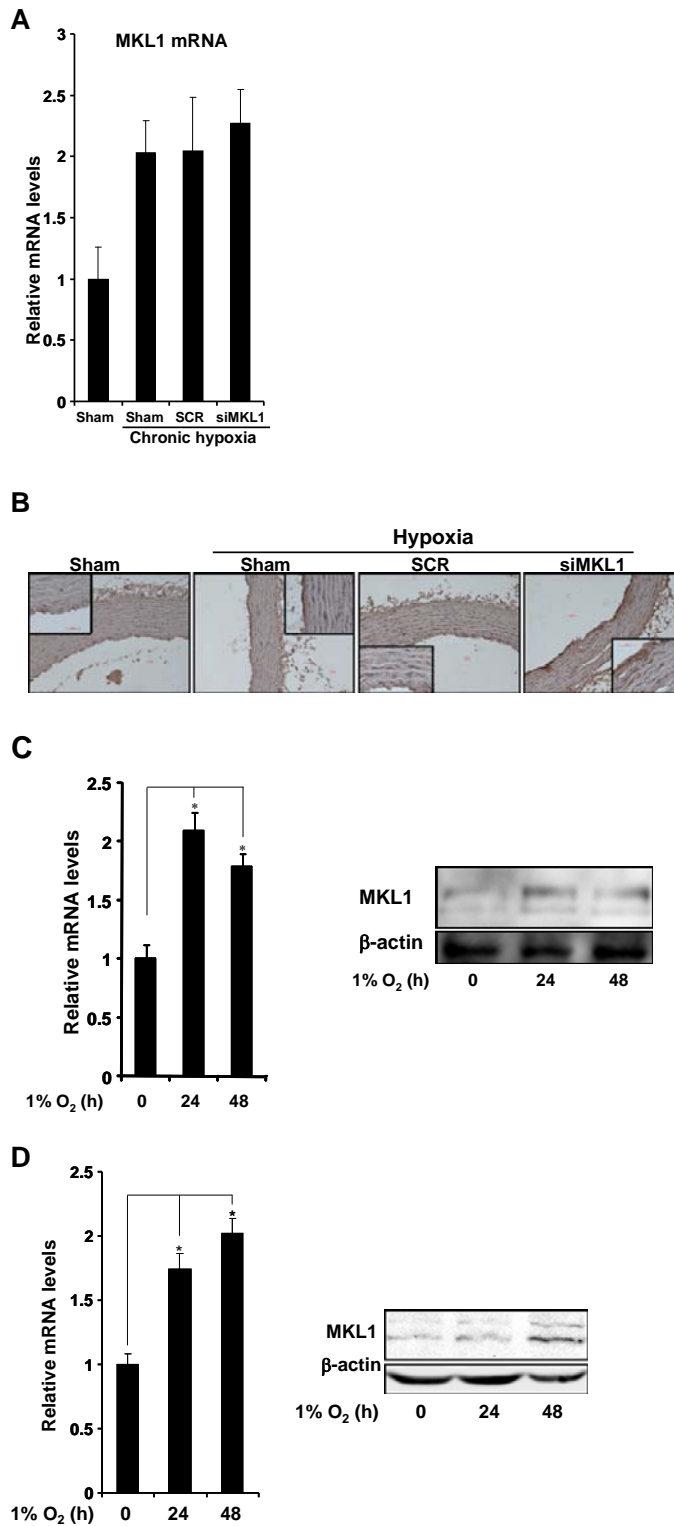 A
MKL1 mRNA
Relative mRNA levels
3
2.5
2
1.5
1
0.5
0
Sham Sham SCR siMKL1
Chronic hypoxia
B
Hypoxia
Sham Sham SCR siMKL1
C
Relative mRNA levels
2.5
2
1.5
1
0.5
0
* *
1% O₂ (h) 0 24 48
MKL1
β-actin
1% O₂ (h) 0 24 48
D
Relative mRNA levels
2.5
2
1.5
1
0.5
0
* *
1% O₂ (h) 0 24 48
MKL1
β-actin
1% O₂ (h) 0 24 48